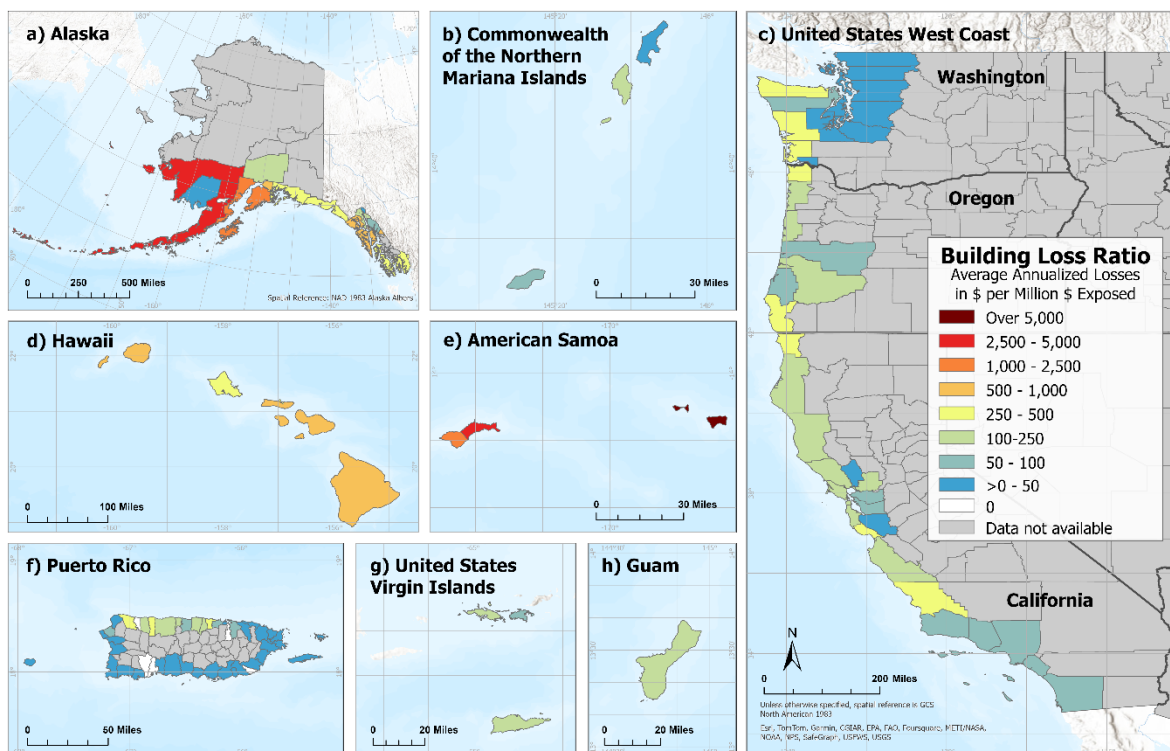 a) Alaska
0 250 500 Miles
Spatial Reference: NAD 1983 Alaska Albers
b) Commonwealth
of the Northern
Mariana Islands
0 30 Miles
c) United States West Coast
Washington
Oregon
California
Building Loss Ratio
Average Annualized Losses
in $ per Million $ Exposed
Over 5,000
2,500 - 5,000
1,000 - 2,500
500 - 1,000
250 - 500
100-250
50 - 100
>0 - 50
0
Data not available
N
0 200 Miles
Unless otherwise specified, spatial reference is GCS
North American 1983
Esri, TomTom, Garmin, CGIAR, EPA, FAO, Foursquare, METI/NASA,
NOAA, NPS, SafeGraph, USFWS, USGS
d) Hawaii
0 100 Miles
e) American Samoa
0 30 Miles
f) Puerto Rico
0 50 Miles
g) United States
Virgin Islands
0 20 Miles
h) Guam
0 20 Miles